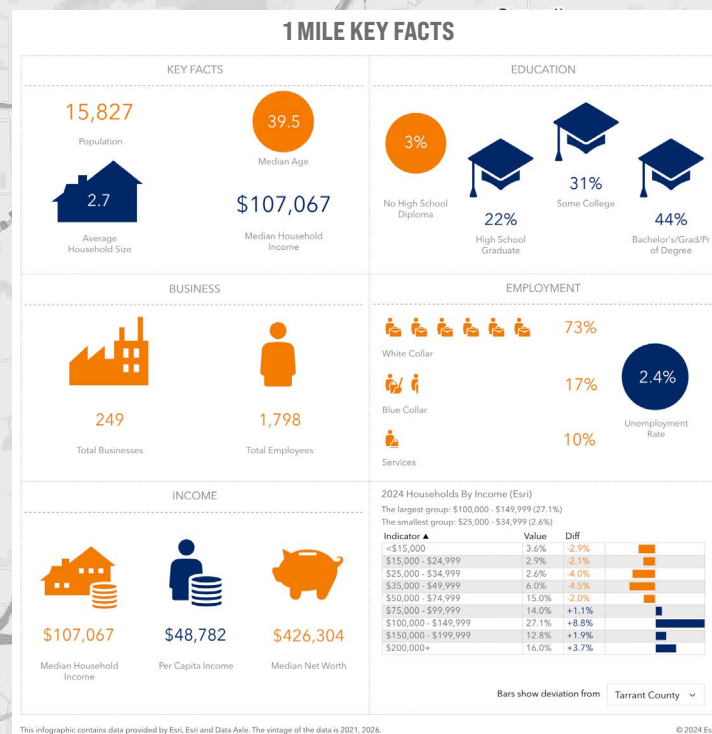 1 MILE KEY FACTS
KEY FACTS
15,827
Population
39.5
Median Age
2.7
Average
Household Size
$107,067
Median Household
Income
EDUCATION
3%
No High School
Diploma
22%
High School
Graduate
31%
Some College
44%
Bachelor's/Grad/Pr
of Degree
BUSINESS
249
Total Businesses
1,798
Total Employees
EMPLOYMENT
73%
White Collar
17%
Blue Collar
10%
Services
2.4%
Unemployment
Rate
INCOME
$107,067
Median Household
Income
$48,782
Per Capita Income
$426,304
Median Net Worth
2024 Households By Income (Esri)
The largest group: $100,000 - $149,999 (27.1%)
The smallest group: $25,000 - $34,999 (2.6%)
Indicator ▲ Value Diff
<$15,000 3.6% -2.9%
$15,000 - $24,999 2.9% -2.1%
$25,000 - $34,999 2.6% -4.0%
$35,000 - $49,999 6.0% -4.5%
$50,000 - $74,999 15.0% -2.0%
$75,000 - $99,999 14.0% +1.1%
$100,000 - $149,999 27.1% +8.8%
$150,000 - $199,999 12.8% +1.9%
$200,000+ 16.0% +3.7%
Bars show deviation from Tarrant County
This infographic contains data provided by Esri, Esri and Data Axle. The vintage of the data is 2021, 2026.
© 2024 Es